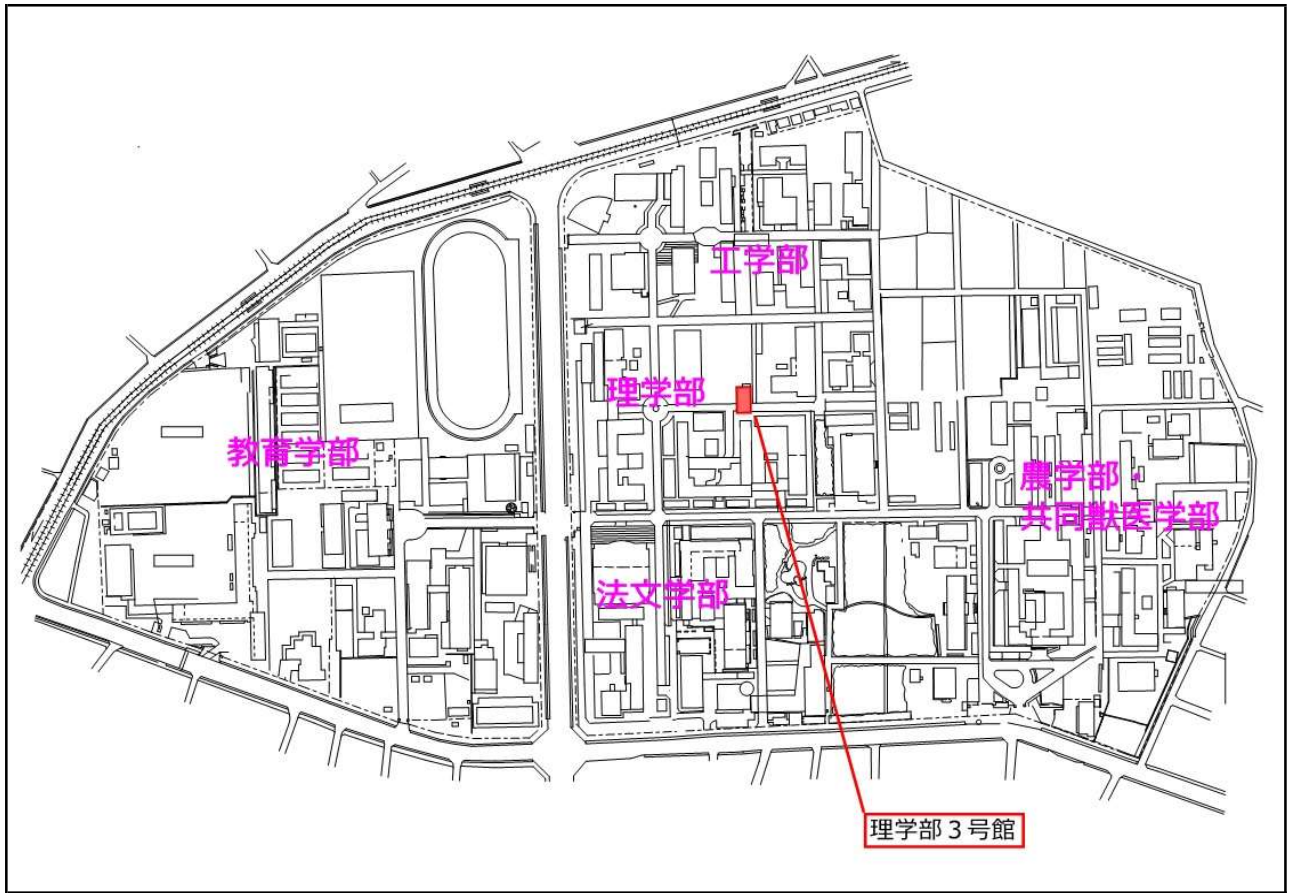 工学部
理学部
教育学部
農学部
共同獣医学部
法文学部
理学部３号館